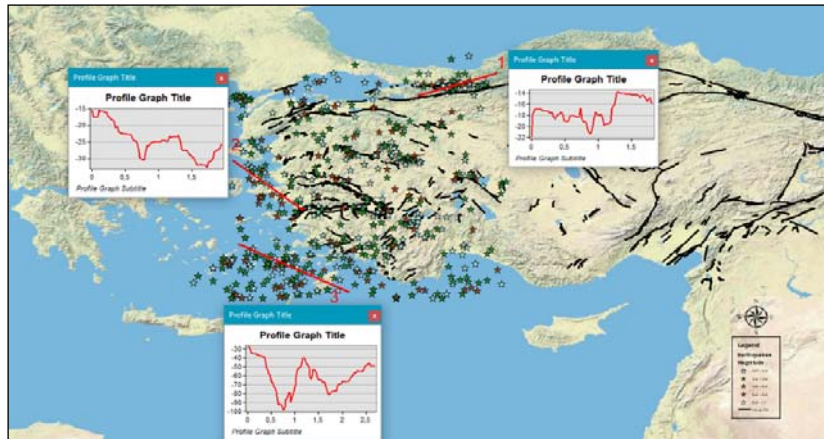 Profile Graph Title
x
Profile Graph Title
-15
-20
-25
-30
0
0.5
1
1.5
Profile Graph Subtitle
1
2
3
Profile Graph Title
x
Profile Graph Title
-14
-16
-18
-20
-22
0
0.5
1
1.5
Profile Graph Subtitle
Profile Graph Title
x
Profile Graph Title
-30
-40
-50
-60
-70
-80
-90
-100
0
0.5
1
1.5
2
2.5
Profile Graph Subtitle
Legend
Earthquakes
Magnitude